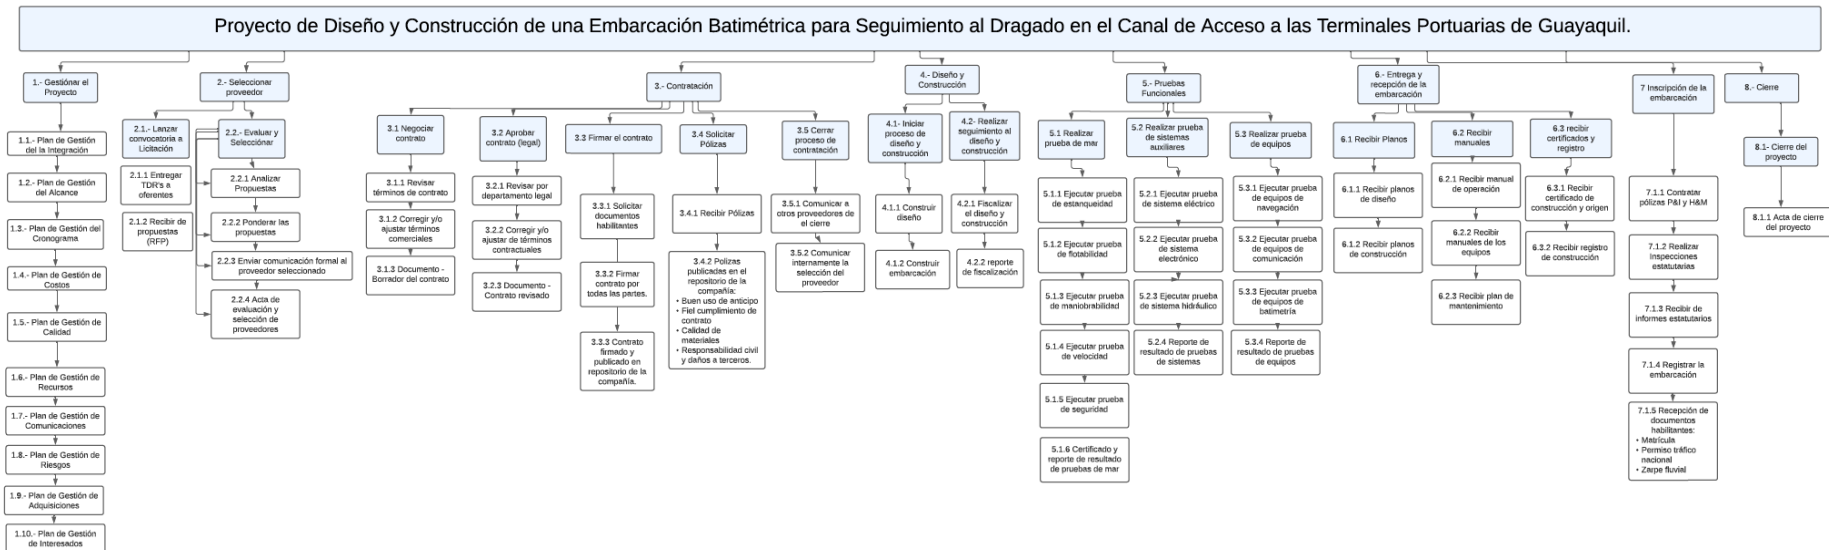 Proyecto de Diseño y Construcción de una Embarcación Batimétrica para Seguimiento al Dragado en el Canal de Acceso a las Terminales Portuarias de Guayaquil.
1.- Gestiónar el
Proyecto
1.1.- Plan de Gestión
del la Integración
1.2.- Plan de Gestión
del Alcance
1.3.- Plan de Gestión del
Cronograma
1.4.- Plan de Gestión de
Costos
1.5.- Plan de Gestión de
Calidad
1.6.- Plan de Gestión de
Recursos
1.7.- Plan de Gestión de
Comunicaciones
1.8.- Plan de Gestión de
Riesgos
1.9.- Plan de Gestión de
Adquisiciones
1.10.- Plan de Gestión
de Interesados
2.- Seleccionar
proveedor
2.1.- Lanzar
convocatoria a
Licitación
2.1.1 Entregar
TDR's a
oferentes
2.1.2 Recibir de
propuestas
(RFP)
2.2.- Evaluar y
Selecciónar
2.2.1 Analizar
Propuestas
2.2.2 Ponderar las
propuestas
2.2.3 Enviar comunicación formal al
proveedor seleccionado
2.2.4 Acta de
evaluación y
selección de
proveedores
3.- Contratación
3.1 Negociar
contrato
3.1.1 Revisar
términos de contrato
3.1.2 Corregir y/o
ajustar términos
comerciales
3.1.3 Documento -
Borrador del contrato
3.2 Aprobar
contrato (legal)
3.2.1 Revisar por
departamento legal
3.2.2 Corregir y/o
ajustar de términos
contractuales
3.2.3 Documento -
Contrato revisado
3.3 Firmar el contrato
3.3.1 Solicitar
documentos
habilitantes
3.3.2 Firmar
contrato por
todas las partes.
3.3.3 Contrato
firmado y
publicado en
repositorio de la
compañía.
3.4 Solicitar
Pólizas
3.4.1 Recibir Pólizas
3.4.2 Polizas
publicadas en el
repositorio de la
compañía:
• Buen uso de anticipo
• Fiel cumplimiento de
contrato
• Calidad de
materiales
• Responsabilidad civil
y daños a terceros.
3.5 Cerrar
proceso de
contratación
3.5.1 Comunicar a
otros proveedores de
el cierre
3.5.2 Comunicar
internamente la
selección del
proveedor
4.- Diseño y
Construcción
4.1- Iniciar
proceso de
diseño y
construcción
4.1.1 Construir
diseño
4.1.2 Construir
embarcación
4.2- Realizar
seguimiento al
diseño y
construcción
4.2.1 Fiscalizar
el diseño y
construcción
4.2.2 reporte
de fiscalización
5.- Pruebas
Funcionales
5.1 Realizar
prueba de mar
5.1.1 Ejecutar prueba
de estanqueidad
5.1.2 Ejecutar prueba
de flotabilidad
5.1.3 Ejecutar prueba
de maniobrabilidad
5.1.4 Ejecutar prueba
de velocidad
5.1.5 Ejecutar prueba
de seguridad
5.1.6 Certificado y
reporte de resultado
de pruebas de mar
5.2 Realizar prueba
de sistemas
auxiliares
5.2.1 Ejecutar prueba
de sistema eléctrico
5.2.2 Ejecutar prueba
de sistema
electrónico
5.2.3 Ejecutar prueba
de sistema hidráulico
5.2.4 Reporte de
resultado de pruebas de
sistemas
5.3 Realizar prueba
de equipos
5.3.1 Ejecutar prueba
de equipos de
navegación
5.3.2 Ejecutar prueba
de equipos de
comunicación
5.3.3 Ejecutar prueba
de equipos de
batimetría
5.3.4 Reporte de
resultado de pruebas de
equipos
6.- Entrega y
recepción de la
embarcación
6.1 Recibir Planos
6.1.1 Recibir planos
de diseño
6.1.2 Recibir planos
de construcción
6.2 Recibir
manuales
6.2.1 Recibir manual
de operación
6.2.2 Recibir
manuales de los
equipos
6.2.3 Recibir plan de
mantenimiento
6.3 recibir
certificados y
registro
6.3.1 Recibir
certificado de
construcción y origen
6.3.2 Recibir registro
de construcción
7 Inscripción de la
embarcación
7.1.1 Contratar
pólizas P&I y H&M
7.1.2 Realizar
Inspecciones
estatutarias
7.1.3 Recibir de
informes estatutarios
7.1.4 Registrar la
embarcación
7.1.5 Recepción de
documentos
habilitantes:
• Matrícula
• Permiso tráfico
nacional
• Zarpe fluvial
8.- Cierre
8.1- Cierre del
proyecto
8.1.1 Acta de cierre
del proyecto